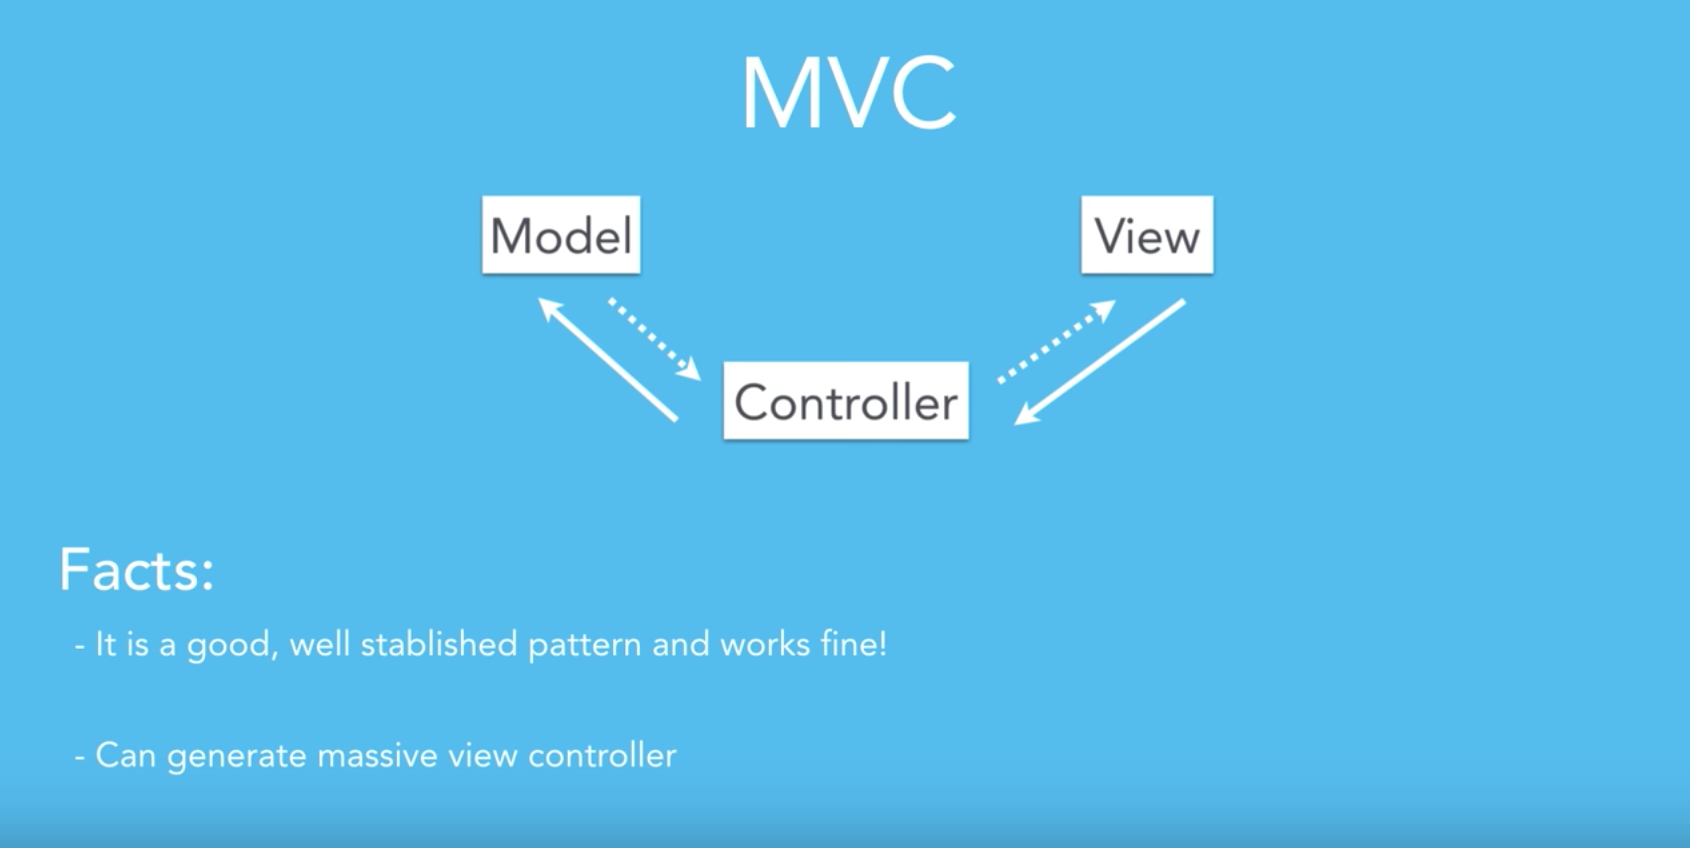 MVC
Model
View
Controller
Facts:
- It is a good, well stablished pattern and works fine!
- Can generate massive view controller